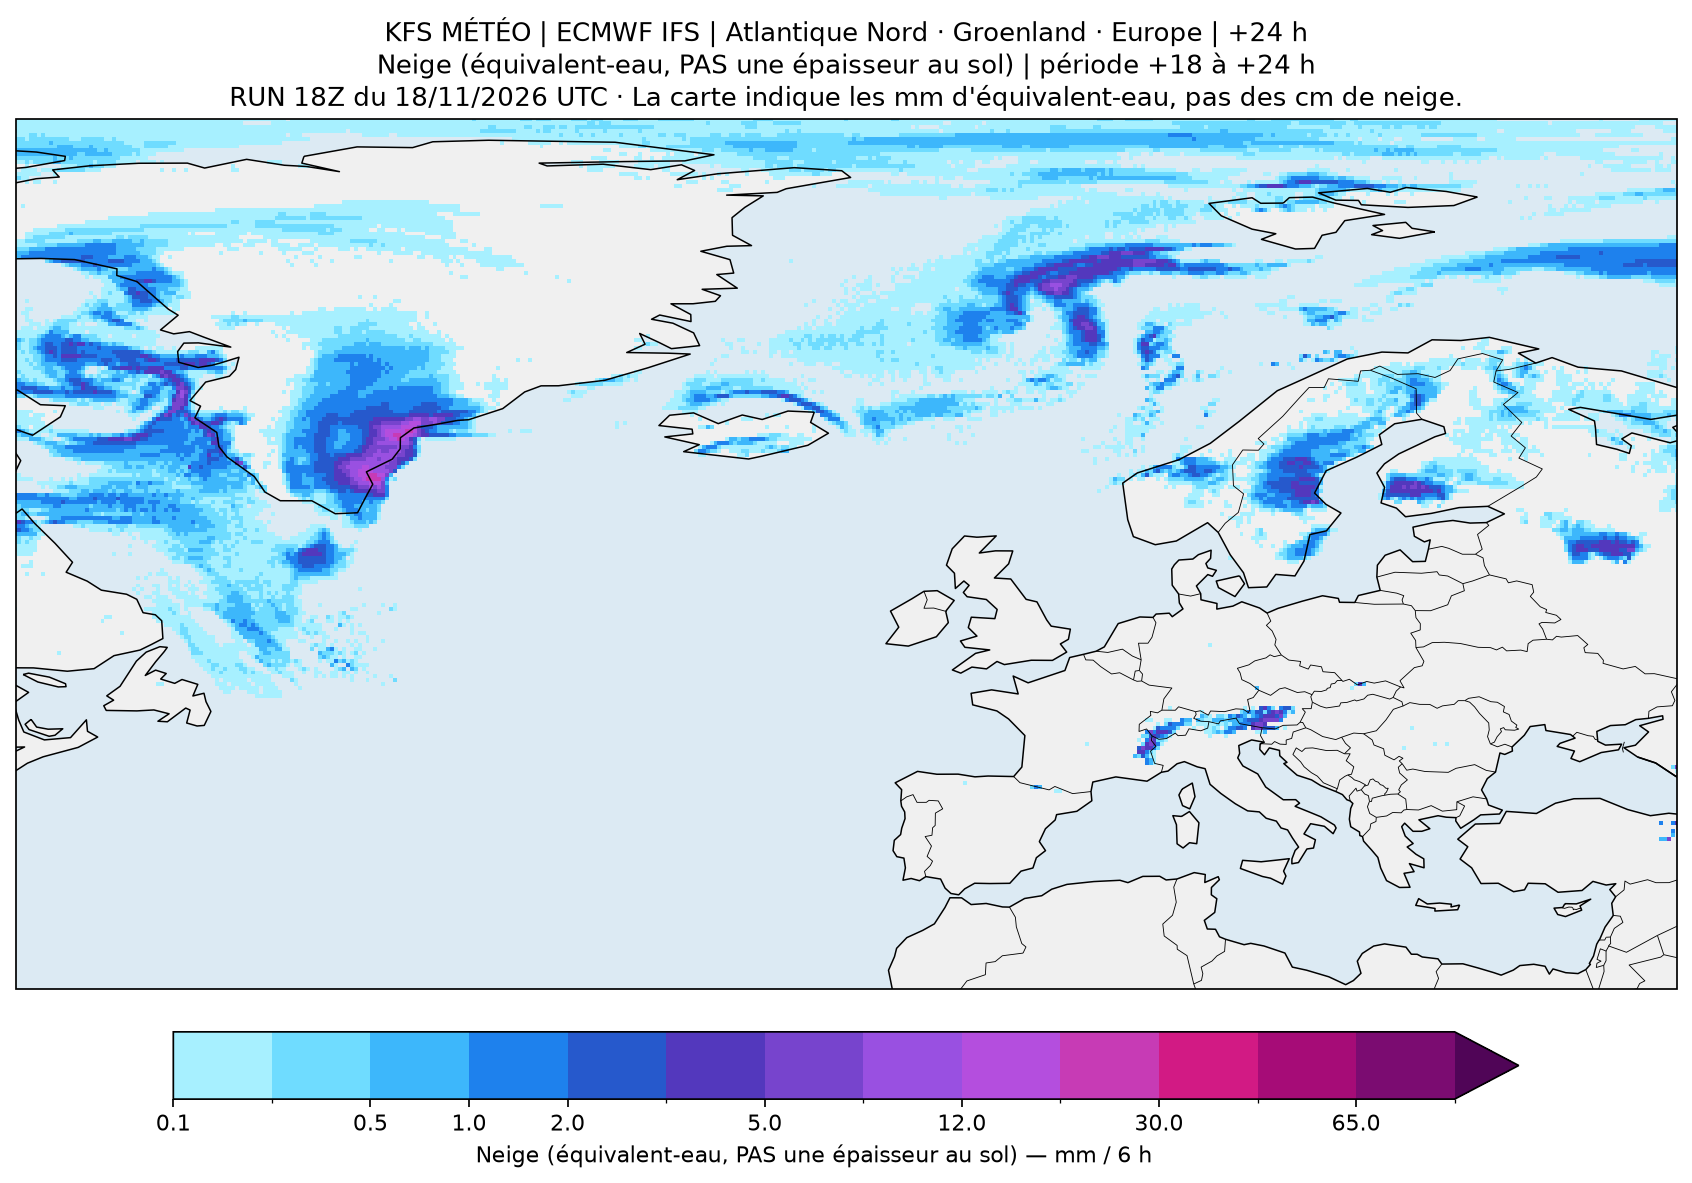 KFS MÉTÉO | ECMWF IFS | Atlantique Nord · Groenland · Europe | +24 h
Neige (équivalent-eau, PAS une épaisseur au sol) | période +18 à +24 h
RUN 18Z du 18/11/2026 UTC · La carte indique les mm d'équivalent-eau, pas des cm de neige.
0.1 0.5 1.0 2.0 5.0 12.0 30.0 65.0
Neige (équivalent-eau, PAS une épaisseur au sol) — mm / 6 h